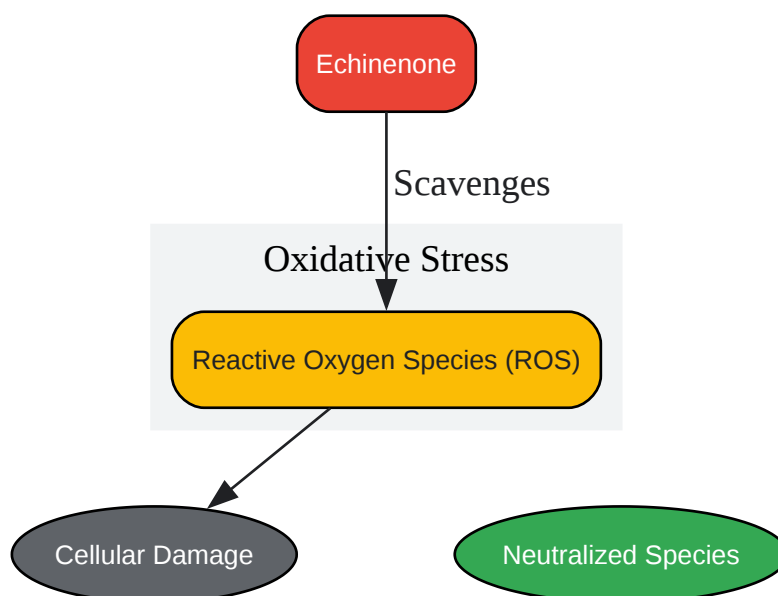 Echinenone
Scavenges
Oxidative Stress
Reactive Oxygen Species (ROS)
Cellular Damage
Neutralized Species